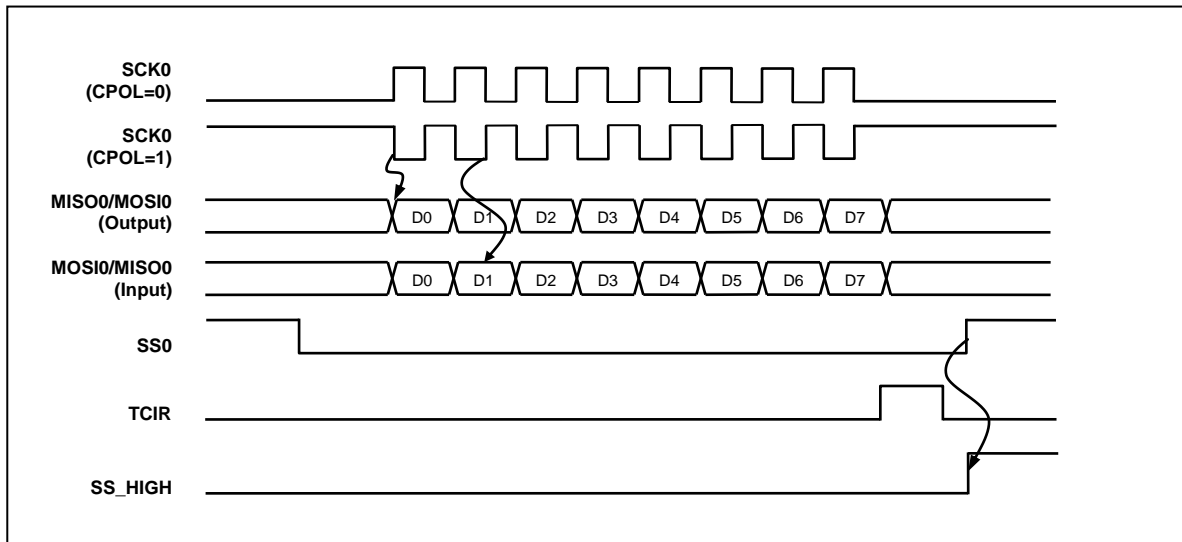 SCK0
(CPOL=0)
SCK0
(CPOL=1)
MISO0/MOSI0
(Output)
D0 D1 D2 D3 D4 D5 D6 D7
MOSI0/MISO0
(Input)
D0 D1 D2 D3 D4 D5 D6 D7
SS0
TCIR
SS_HIGH